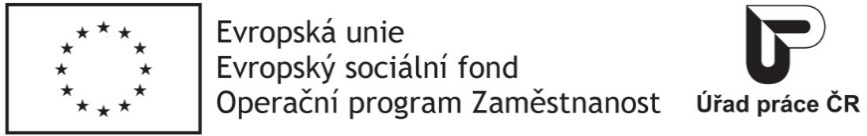 Evropská unie
Evropský sociální fond
Operační program Zaměstnanost
Úřad práce ČR